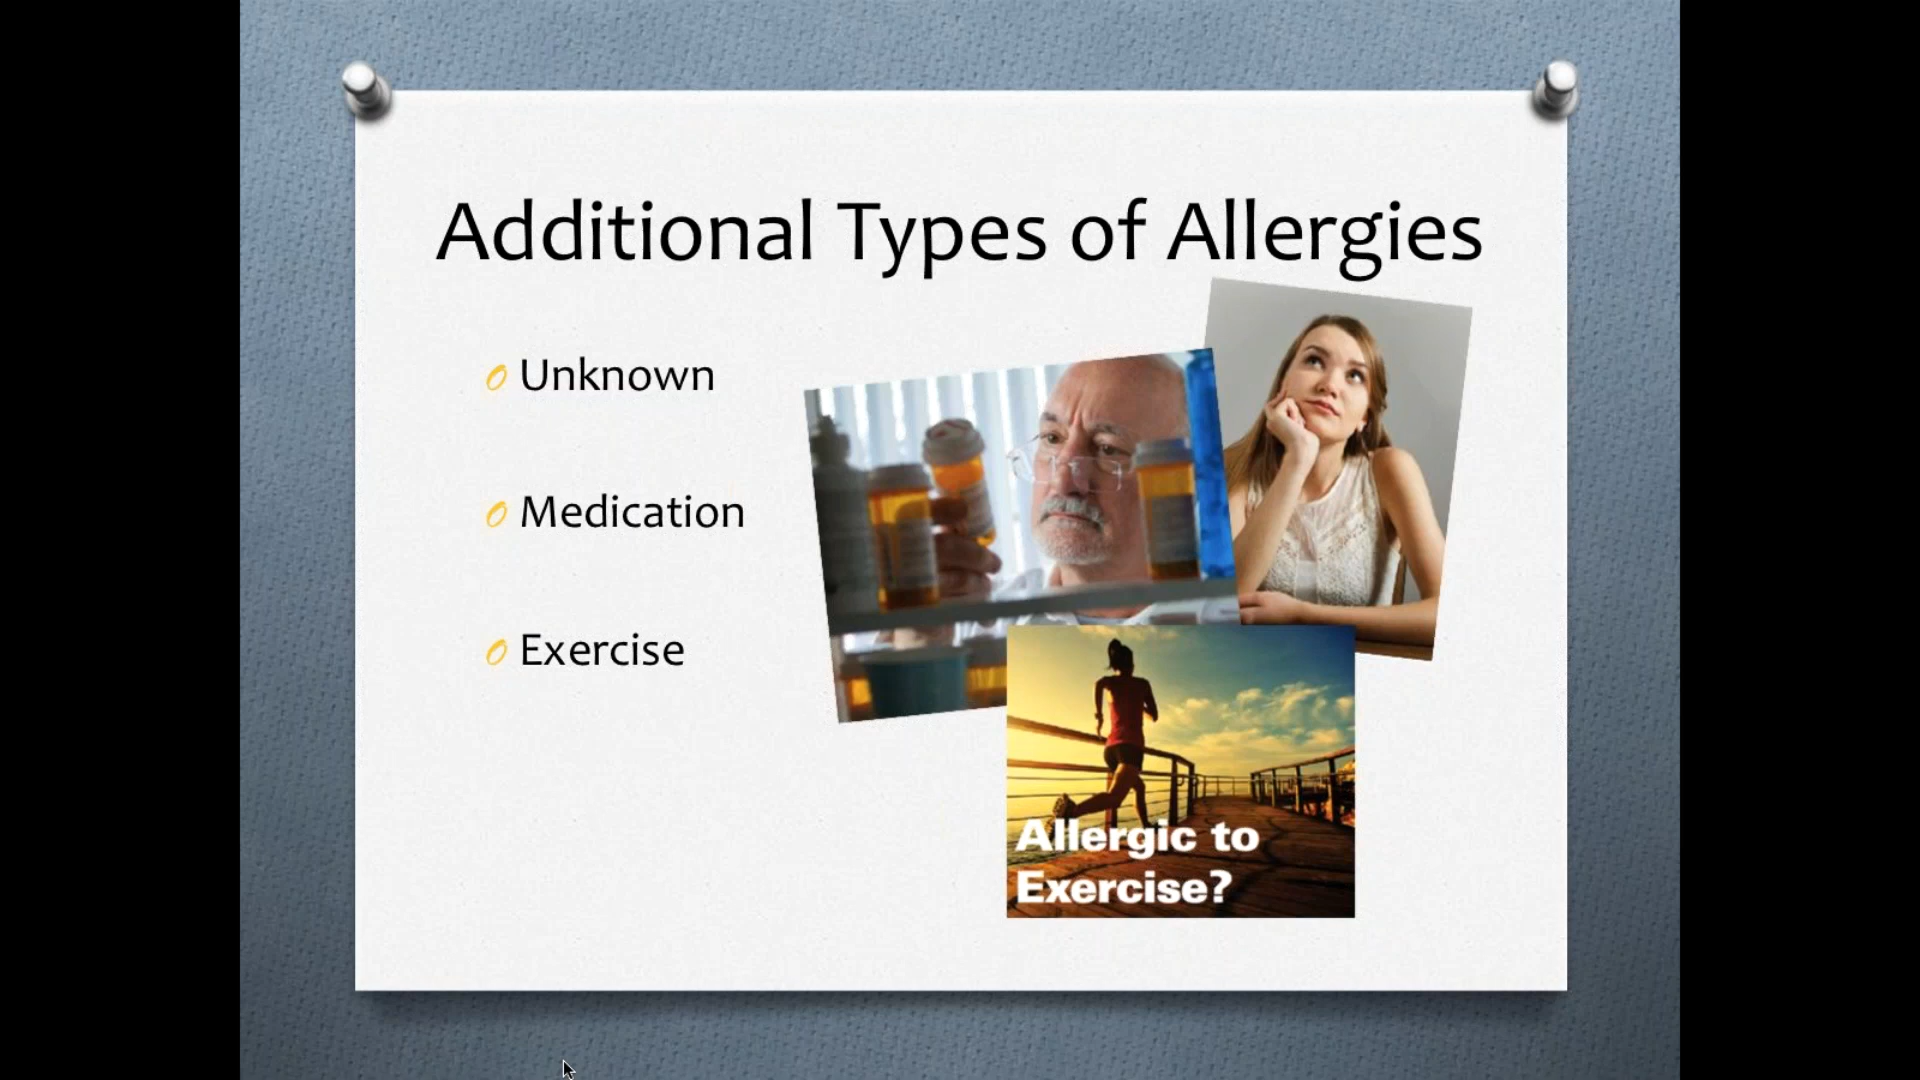 Additional Types of Allergies
Unknown
Medication
Exercise
Allergic to
Exercise?